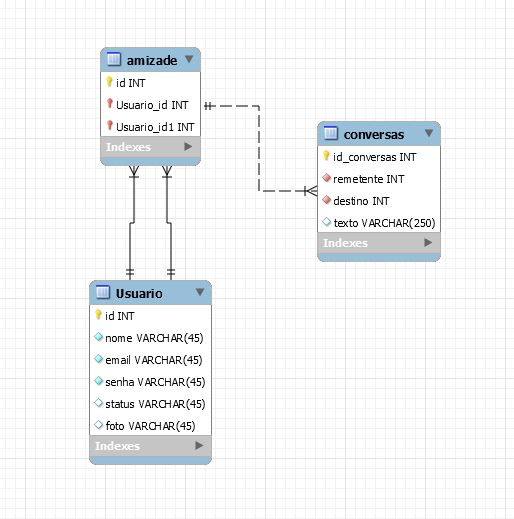 amizade
id INT
Usuario_id INT
Usuario_id1 INT
Indexes
conversas
id_conversas INT
remetente INT
destino INT
texto VARCHAR(250)
Indexes
Usuario
id INT
nome VARCHAR(45)
email VARCHAR(45)
senha VARCHAR(45)
status VARCHAR(45)
foto VARCHAR(45)
Indexes